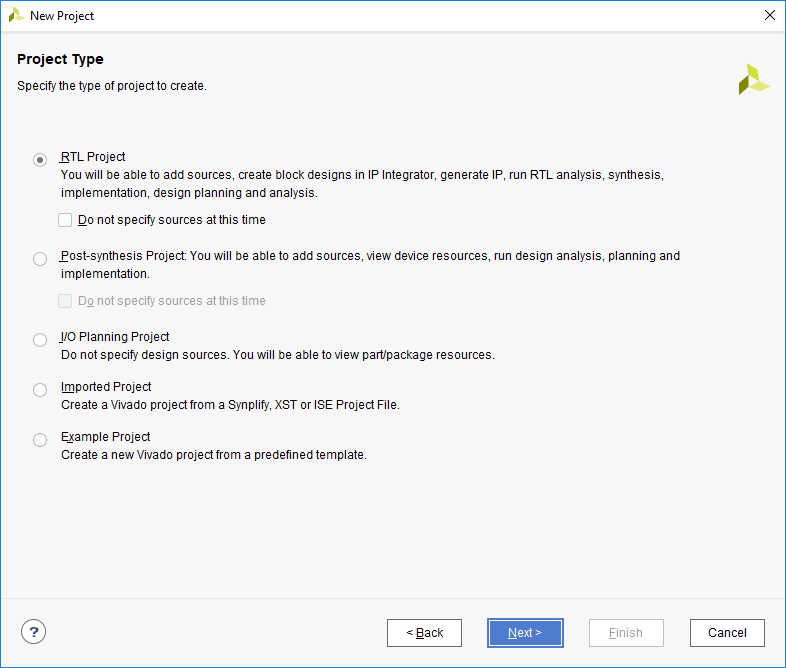 New Project
Project Type
Specify the type of project to create.
RTL Project
You will be able to add sources, create block designs in IP Integrator, generate IP, run RTL analysis, synthesis,
implementation, design planning and analysis.
Do not specify sources at this time
Post-synthesis Project: You will be able to add sources, view device resources, run design analysis, planning and
implementation.
Do not specify sources at this time
I/O Planning Project
Do not specify design sources. You will be able to view part/package resources.
Imported Project
Create a Vivado project from a Synplify, XST or ISE Project File.
Example Project
Create a new Vivado project from a predefined template.
? < Back Next > Finish Cancel